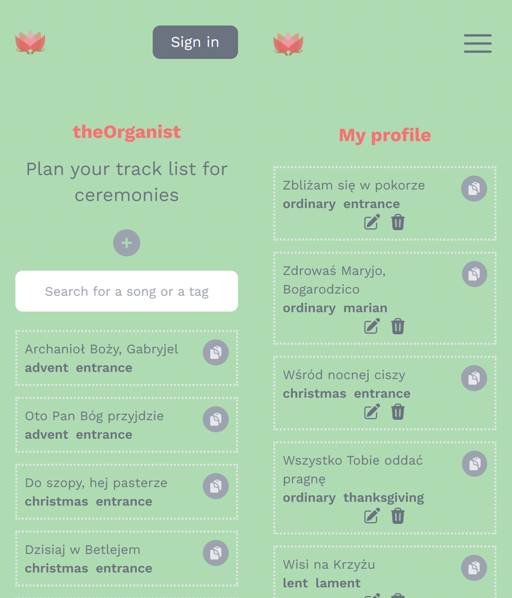 Sign in
theOrganist
Plan your track list for
ceremonies
+
Search for a song or a tag
Archanioł Boży, Gabryjel
advent entrance
Oto Pan Bóg przyjdzie
advent entrance
Do szopy, hej pasterze
christmas entrance
Dzisiaj w Betlejem
christmas entrance
My profile
Zbliżam się w pokorze
ordinary entrance
Zdrowaś Maryjo,
Bogarodzico
ordinary marian
Wśród nocnej ciszy
christmas entrance
Wszystko Tobie oddać
pragnę
ordinary thanksgiving
Wisi na Krzyżu
lent lament